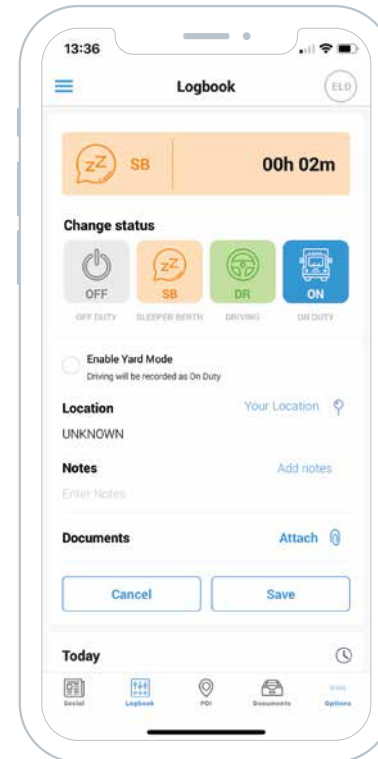 13:36
Logbook
ELD
zZ SB 00h 02m
Change status
OFF zZ SB DR ON
OFF DUTY SLEEPER BERTH DRIVING ON DUTY
Enable Yard Mode
Driving will be recorded as On Duty
Location Your Location
UNKNOWN
Notes Add notes
Enter Notes
Documents Attach
Cancel Save
Today
Social Logbook POI Documents Options